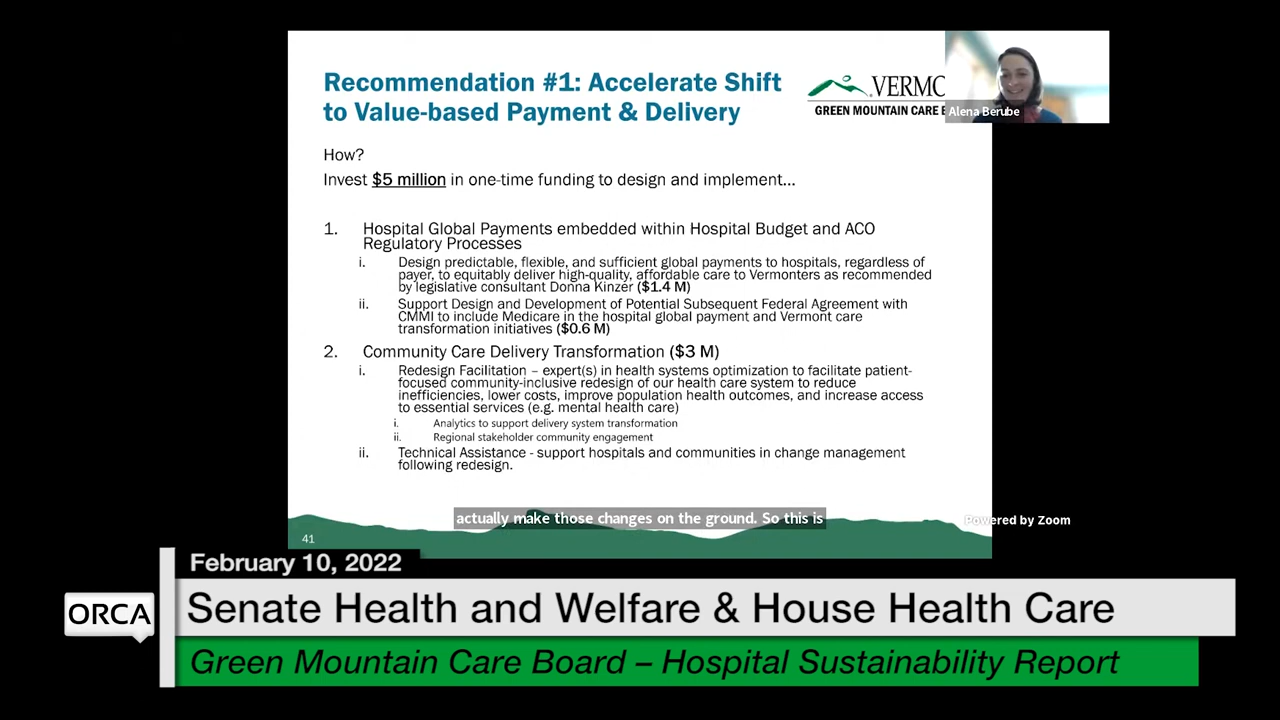 Recommendation #1: Accelerate Shift
to Value-based Payment & Delivery
VERMO
GREEN MOUNTAIN CARE B
Alena Berube
How?
Invest $5 million in one-time funding to design and implement...
1. Hospital Global Payments embedded within Hospital Budget and ACO
Regulatory Processes
i. Design predictable, flexible, and sufficient global payments to hospitals, regardless of
payer, to equitably deliver high-quality, affordable care to Vermonters as recommended
by legislative consultant Donna Kinzer ($1.4 M)
ii. Support Design and Development of Potential Subsequent Federal Agreement with
CMMI to include Medicare in the hospital global payment and Vermont care
transformation initiatives ($0.6 M)
2. Community Care Delivery Transformation ($3 M)
i. Redesign Facilitation – expert(s) in health systems optimization to facilitate patient-
focused community-inclusive redesign of our health care system to reduce
inefficiencies, lower costs, improve population health outcomes, and increase access
to essential services (e.g. mental health care)
i. Analytics to support delivery system transformation
ii. Regional stakeholder community engagement
ii. Technical Assistance - support hospitals and communities in change management
following redesign.
actually make those changes on the ground. So this is
Powered by Zoom
41
February 10, 2022
ORCA
Senate Health and Welfare & House Health Care
Green Mountain Care Board – Hospital Sustainability Report